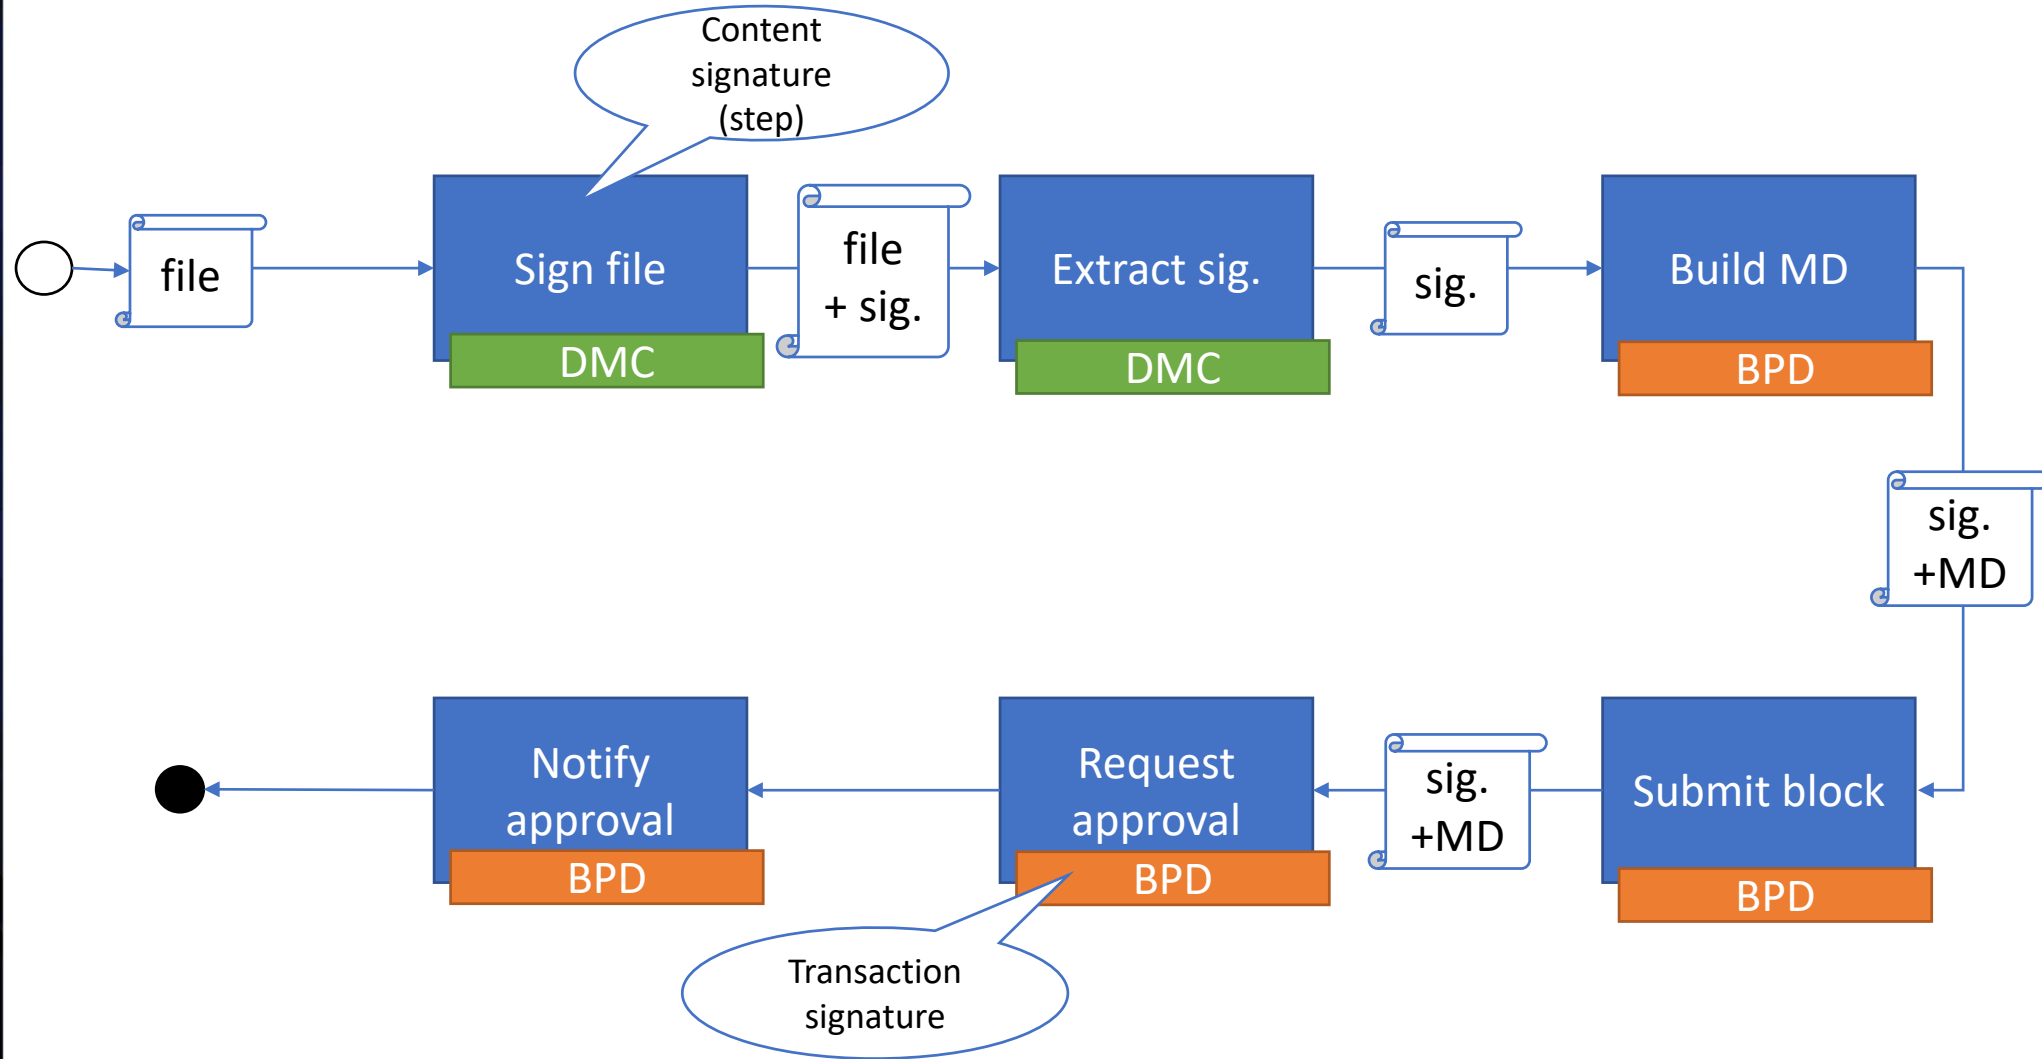 Content
signature
(step)
file
Sign file
DMC
file
+ sig.
Extract sig.
DMC
sig.
Build MD
BPD
sig.
+MD
Submit block
BPD
sig.
+MD
Request
approval
BPD
Transaction
signature
Notify
approval
BPD